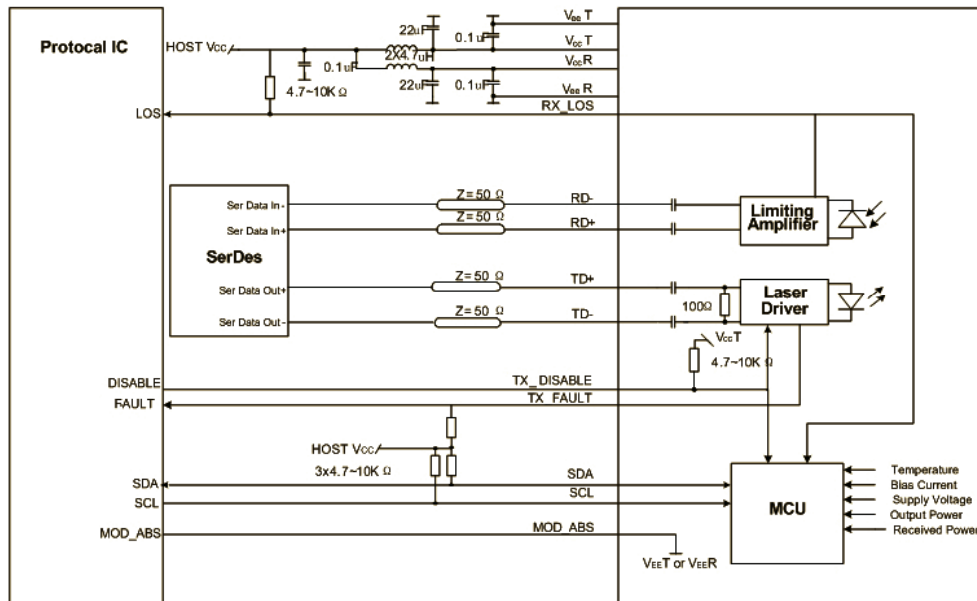 Protocal IC
HOST Vcc
22uF
0.1uF
VeeT
VccT
2X4.7uH
0.1uF
VccR
22uF
0.1uF
VeeR
4.7~10K Ω
LOS
RX_LOS
Ser Data In-
Z= 50 Ω
RD-
Ser Data In+
Z= 50 Ω
RD+
Limiting
Amplifier
SerDes
Ser Data Out+
Z= 50 Ω
TD+
Ser Data Out-
Z= 50 Ω
TD-
100Ω
Laser
Driver
VccT
4.7~10K Ω
DISABLE
TX_DISABLE
FAULT
TX_FAULT
HOST Vcc
3x4.7~10K Ω
SDA
SDA
SCL
SCL
MCU
Temperature
Bias Current
Supply Voltage
Output Power
Received Power
MOD_ABS
MOD_ABS
VEET or VEER